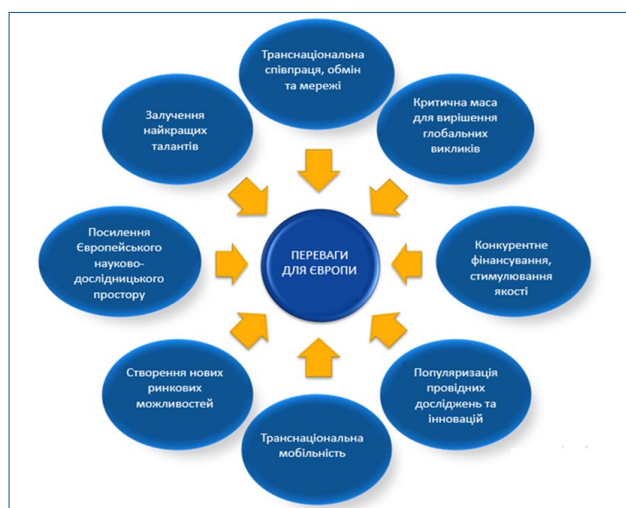 Транснаціональна
співпраця, обмін
та мережі
Критична маса
для вирішення
глобальних
викликів
Конкурентне
фінансування,
стимулювання
якості
Популяризація
провідних
досліджень та
інновацій
Транснаціональна
мобільність
Створення нових
ринкових
можливостей
Посилення
Європейського
науково-
дослідницького
простору
Залучення
найкращих
талантів
ПЕРЕВАГИ
ДЛЯ ЄВРОПИ